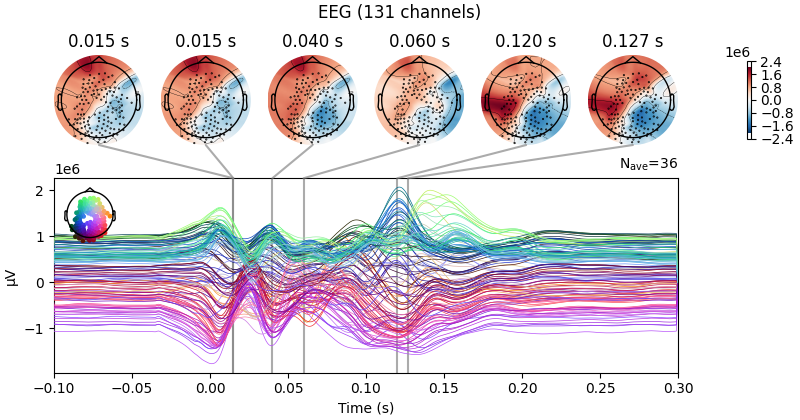 EEG (131 channels)
0.015 s 0.015 s 0.040 s 0.060 s 0.120 s 0.127 s
1e6
2.4
1.6
0.8
0.0
−0.8
−1.6
−2.4
Nave=36
1e6
2
1
0
−1
µV
−0.10 −0.05 0.00 0.05 0.10 0.15 0.20 0.25 0.30
Time (s)